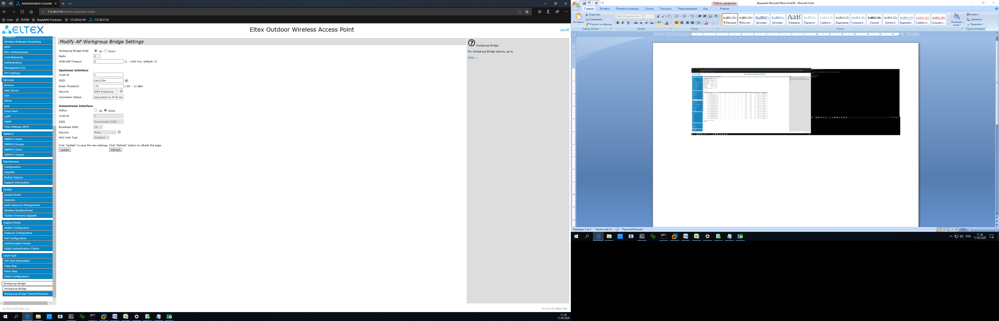 Administration Console
172.30.57.61/admin.cgi?action=index
Сети PLTCM ReadyNAS Frontview 172.30.52.141 172.30.57.61
ELTEX
Eltex Outdoor Wireless Access Point
Log Off
Passpoint
Wireless Multicast Forwarding
WDS
MAC Authentication
Load Balancing
Authentication
Management ACL
OTT Settings
Services
Bonjour
Web Server
SSH
Telnet
QoS
Email Alert
LLDP
SNMP
Time Settings (NTP)
SNMPv3
SNMPv3 Views
SNMPv3 Groups
SNMPv3 Users
SNMPv3 Targets
Maintenance
Configuration
Upgrade
Packet Capture
Support Information
Cluster
Access Points
Sessions
Radio Resource Management
Wireless Neighborhood
Cluster Firmware Upgrade
Captive Portal
Global Configuration
Instance Configuration
VAP Configuration
Authenticated Clients
Failed Authentication Clients
Client QoS
VAP QoS Parameters
Class Map
Policy Map
Client Configuration
Workgroup Bridge
Workgroup Bridge
Workgroup Bridge Transmit/Receive
Modify AP Workgroup Bridge Settings
Workgroup Bridge Mode Up Down
Radio 2
WGB ARP-Timeout 5 (1 - 1440 min, Default: 5)
Upstream Interface
VLAN ID 1
SSID Lpc11Dev
Roam Threshold -75 (-99 - -1) dBm
Security WPA Enterprise
Connection Status Associated to AP f0:4a:
Downstream Interface
Status Up Down
VLAN ID 1
SSID Downstream SSID
Broadcast SSID On
Security None
MAC Auth Type Disabled
Click "Update" to save the new settings. Click "Refresh" button to refresh the page.
Update Refresh
? Workgroup Bridge.
For Workgroup Bridge options, go to
More ...
© 2013-2024 Eltex Ltd
Powered By Eltex Ltd
11:28
17.04.2025
Работа с рисунками
Документ Microsoft Office Word (5) - Microsoft Word
Главная Вставка Разметка страницы Ссылки Рассылки Рецензирование Вид Формат
Вставить
Вырезать
Копировать
Формат по образцу
Буфер обмена
Calibri (Основной тек 11
Шрифт
Абзац
¶ Обычный ¶ Без инт... Заголово... Заголово... Название Подзагол... Слабое в... Выделение Сильное в... Строгий Цитата 2 Выделенн... Слабая сс... Сильная с...
Стили
Изменить стили
Найти
Заменить
Выделить
Редактирование
Eltex Outdoor Wireless Access Point
Страница: 1 из 1 Число слов: 0 Русский (Россия)
150%
ENG
11:28
17.04.2025